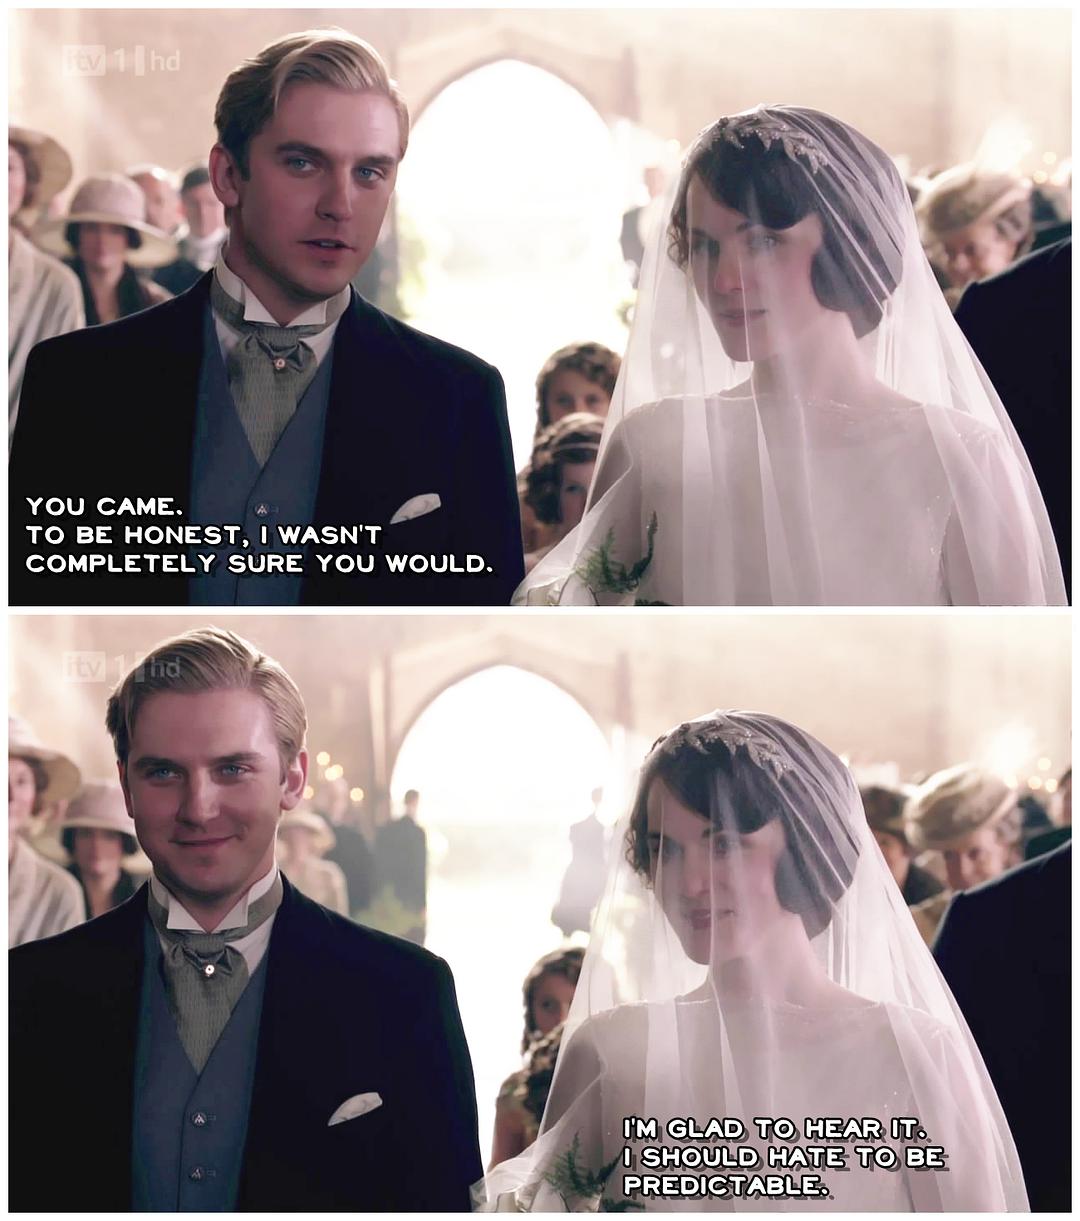 itv 1 hd
YOU CAME.
TO BE HONEST, I WASN'T
COMPLETELY SURE YOU WOULD.
itv 1 hd
I'M GLAD TO HEAR IT.
I SHOULD HATE TO BE
PREDICTABLE.